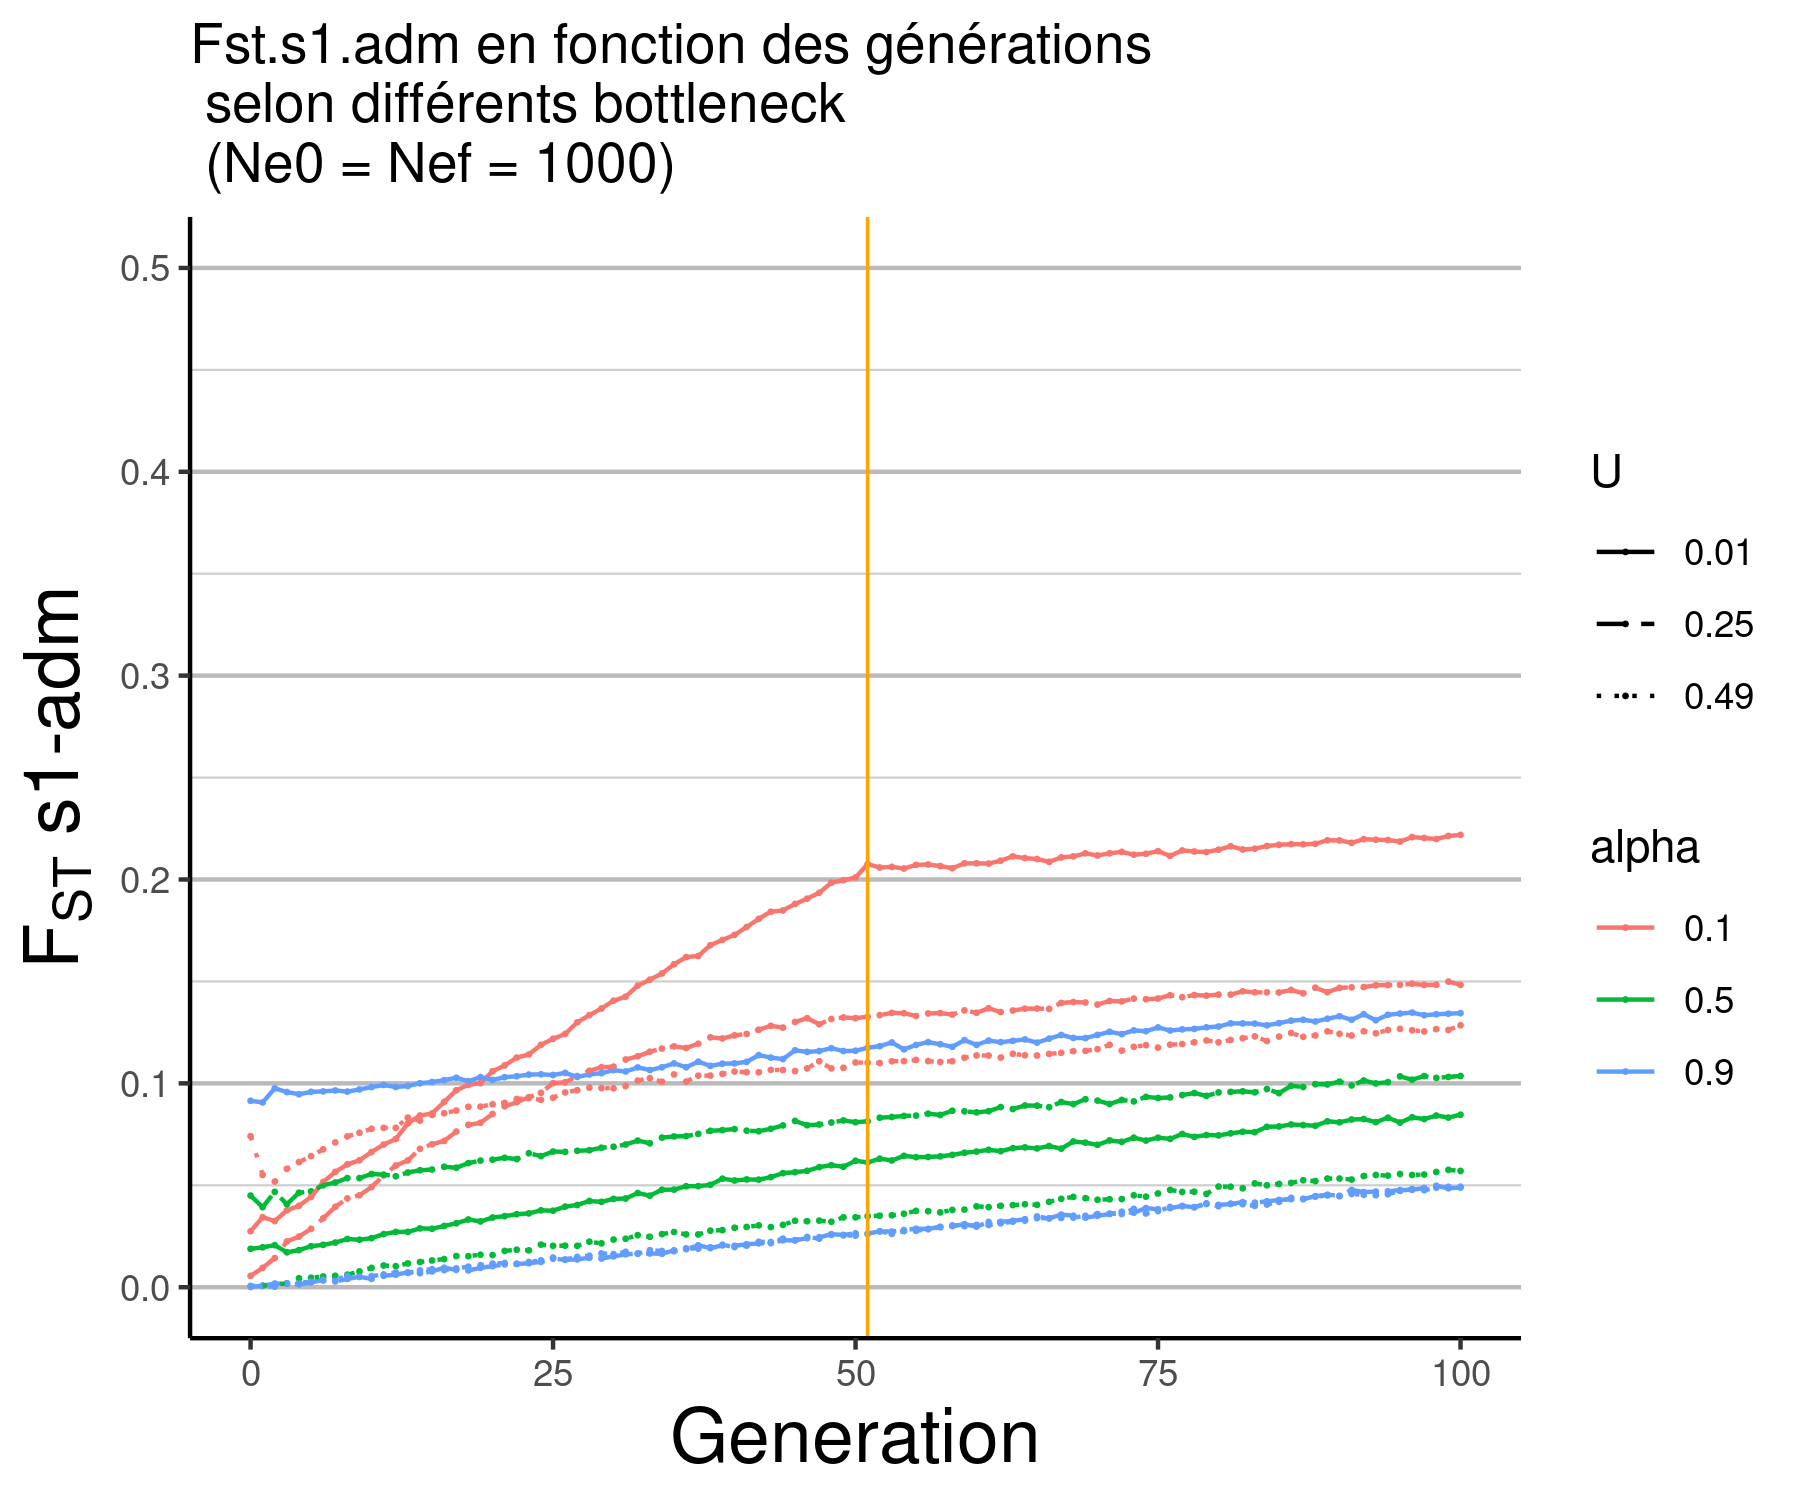 Fst.s1.adm en fonction des générations
selon différents bottleneck
(Ne0 = Nef = 1000)
F_ST s1-adm
0.5
0.4
0.3
0.2
0.1
0.0
0
25
50
75
100
Generation
U
0.01
0.25
0.49
alpha
0.1
0.5
0.9